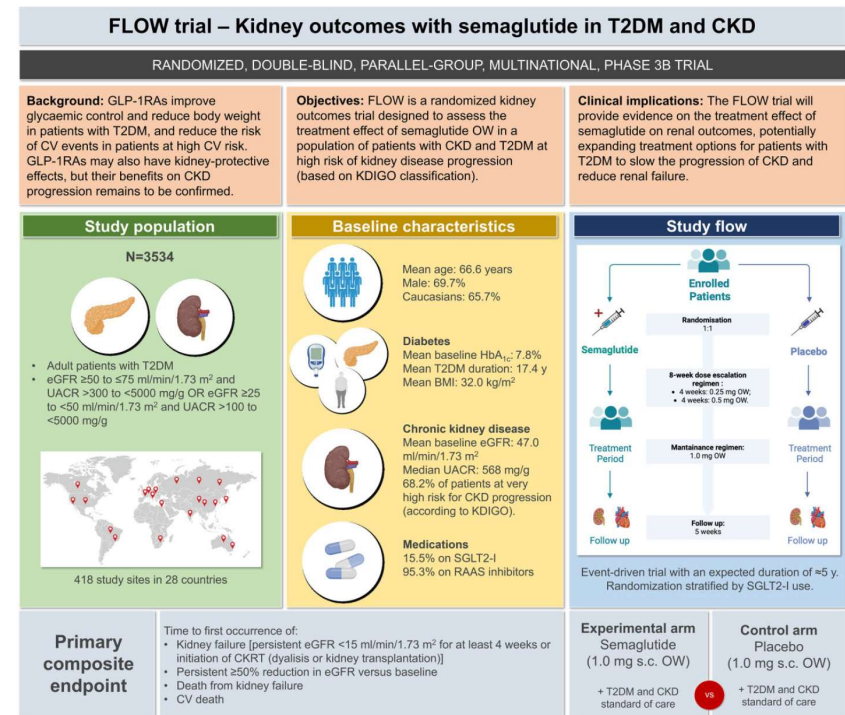 FLOW trial – Kidney outcomes with semaglutide in T2DM and CKD
RANDOMIZED, DOUBLE-BLIND, PARALLEL-GROUP, MULTINATIONAL, PHASE 3B TRIAL
Background: GLP-1RAs improve
glycaemic control and reduce body weight
in patients with T2DM, and reduce the risk
of CV events in patients at high CV risk.
GLP-1RAs may also have kidney-protective
effects, but their benefits on CKD
progression remains to be confirmed.
Objectives: FLOW is a randomized kidney
outcomes trial designed to assess the
treatment effect of semaglutide OW in a
population of patients with CKD and T2DM at
high risk of kidney disease progression
(based on KDIGO classification).
Clinical implications: The FLOW trial will
provide evidence on the treatment effect of
semaglutide on renal outcomes, potentially
expanding treatment options for patients with
T2DM to slow the progression of CKD and
reduce renal failure.
Study population
N=3534
• Adult patients with T2DM
• eGFR ≥50 to ≤75 ml/min/1.73 m² and
UACR >300 to <5000 mg/g OR eGFR ≥25
to <50 ml/min/1.73 m² and UACR >100 to
<5000 mg/g
418 study sites in 28 countries
Baseline characteristics
Mean age: 66.6 years
Male: 69.7%
Caucasians: 65.7%
Diabetes
Mean baseline HbA1c: 7.8%
Mean T2DM duration: 17.4 y
Mean BMI: 32.0 kg/m²
Chronic kidney disease
Mean baseline eGFR: 47.0
ml/min/1.73 m²
Median UACR: 568 mg/g
68.2% of patients at very
high risk for CKD progression
(according to KDIGO).
Medications
15.5% on SGLT2-I
95.3% on RAAS inhibitors
Study flow
Enrolled
Patients
Randomisation
1:1
Semaglutide
Placebo
8-week dose escalation
regimen :
• 4 weeks: 0.25 mg OW;
• 4 weeks: 0.5 mg OW.
Treatment
Period
Mantainance regimen:
1.0 mg OW
Treatment
Period
Follow up
Follow up:
5 weeks
Follow up
Event-driven trial with an expected duration of ≈5 y.
Randomization stratified by SGLT2-I use.
Primary
composite
endpoint
Time to first occurrence of:
• Kidney failure [persistent eGFR <15 ml/min/1.73 m² for at least 4 weeks or
initiation of CKRT (dyalisis or kidney transplantation)]
• Persistent ≥50% reduction in eGFR versus baseline
• Death from kidney failure
• CV death
Experimental arm
Semaglutide
(1.0 mg s.c. OW)
+ T2DM and CKD
standard of care
vs
Control arm
Placebo
(1.0 mg s.c. OW)
+ T2DM and CKD
standard of care